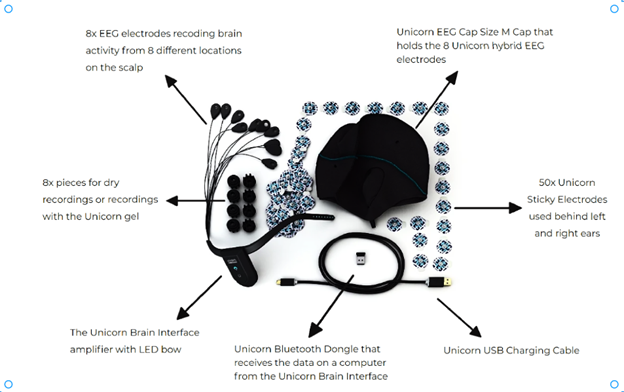 8x EEG electrodes recoding brain
activity from 8 different locations
on the scalp
Unicorn EEG Cap Size M Cap that
holds the 8 Unicorn hybrid EEG
electrodes
8x pieces for dry
recordings or recordings
with the Unicorn gel
50x Unicorn
Sticky Electrodes
used behind left
and right ears
The Unicorn Brain Interface
amplifier with LED bow
Unicorn Bluetooth Dongle that
receives the data on a computer
from the Unicorn Brain Interface
Unicorn USB Charging Cable